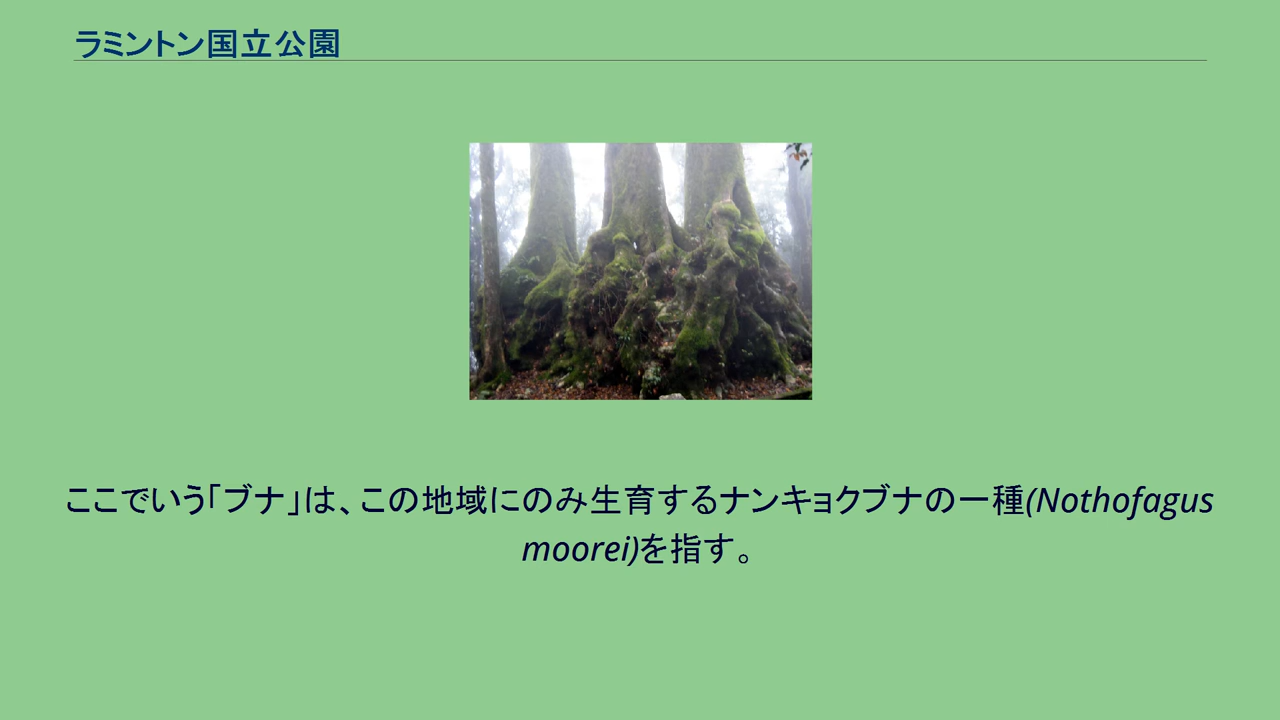 ラミントン国立公園
ここでいう「ブナ」は、この地域にのみ生育するナンキョクブナの一種(Nothofagus
moorei)を指す。